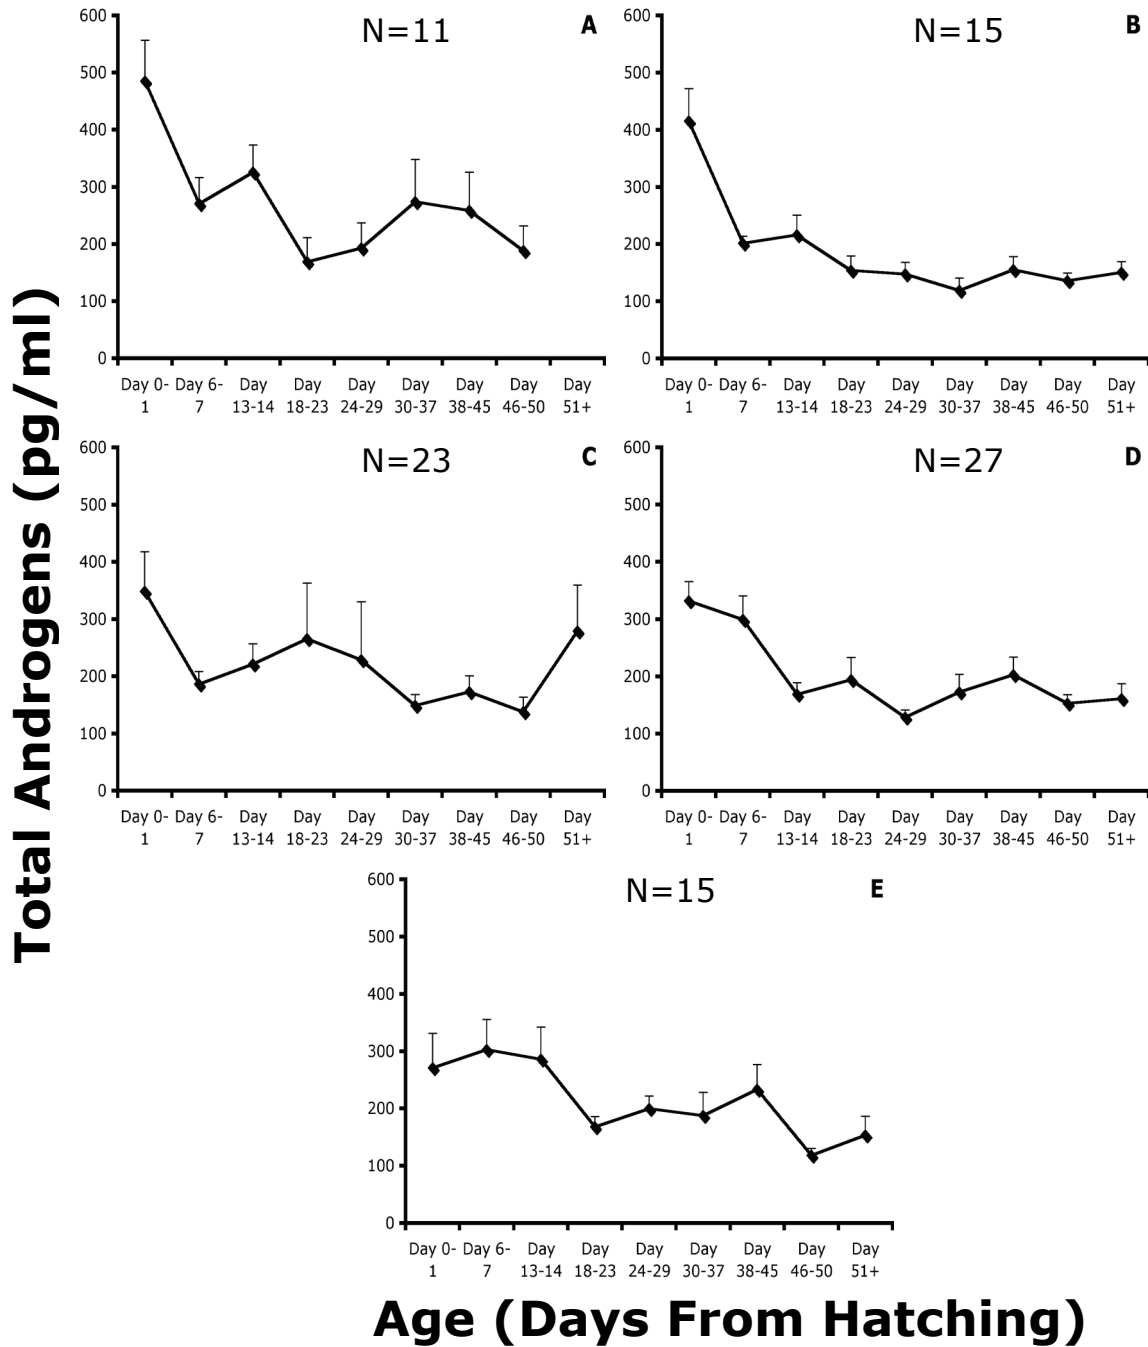 Total Androgens (pg/ml)
N=11
A
600
500
400
300
200
100
0
Day 0-1
Day 6-7
Day 13-14
Day 18-23
Day 24-29
Day 30-37
Day 38-45
Day 46-50
Day 51+
N=15
B
600
500
400
300
200
100
0
Day 0-1
Day 6-7
Day 13-14
Day 18-23
Day 24-29
Day 30-37
Day 38-45
Day 46-50
Day 51+
N=23
C
600
500
400
300
200
100
0
Day 0-1
Day 6-7
Day 13-14
Day 18-23
Day 24-29
Day 30-37
Day 38-45
Day 46-50
Day 51+
N=27
D
600
500
400
300
200
100
0
Day 0-1
Day 6-7
Day 13-14
Day 18-23
Day 24-29
Day 30-37
Day 38-45
Day 46-50
Day 51+
N=15
E
600
500
400
300
200
100
0
Day 0-1
Day 6-7
Day 13-14
Day 18-23
Day 24-29
Day 30-37
Day 38-45
Day 46-50
Day 51+
Age (Days From Hatching)